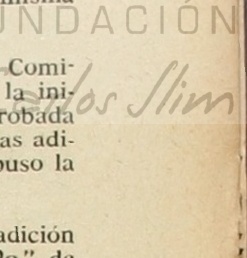 UNDACIÓN
Comi-
Carlos Slim
la ini-
robada
as adi-
puso la
adición